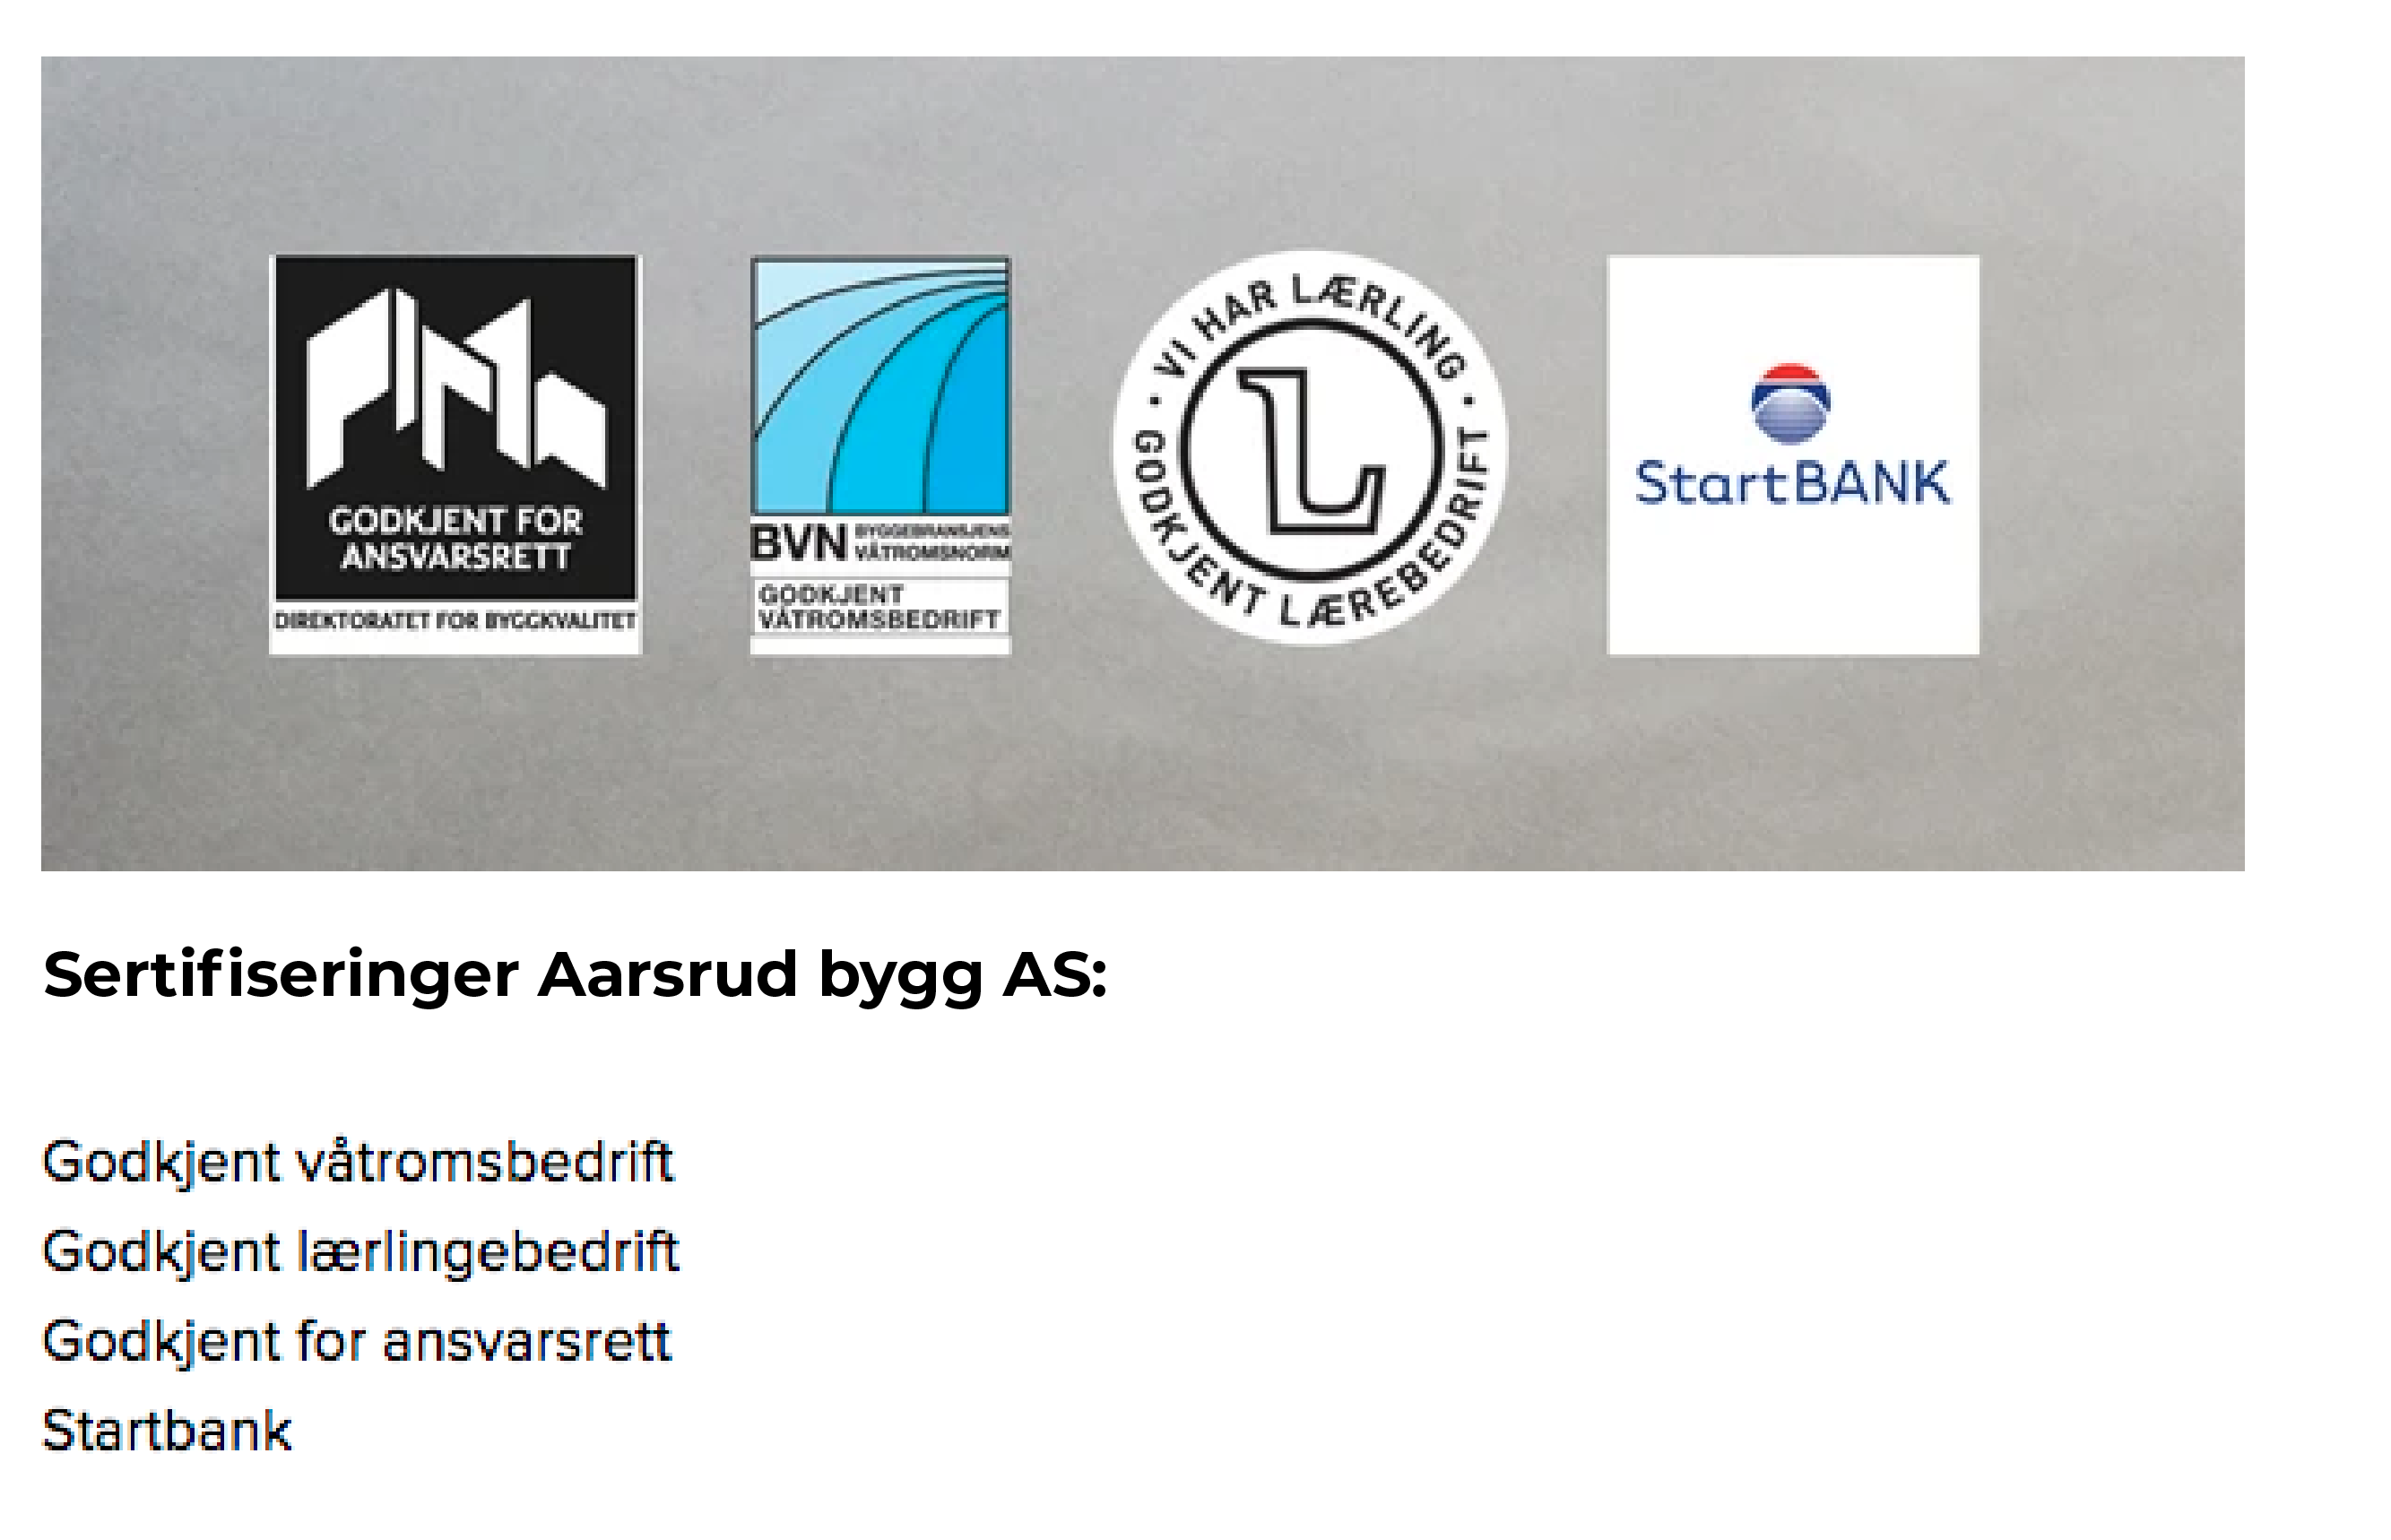 GODKJENT FOR
ANSVARSRETT
DIREKTORATET FOR BYGGKVALITET
BVN BYGGEBRANSJENS
VÅTROMSNORM
GODKJENT
VÅTROMSBEDRIFT
• VI HAR LÆRLING •
GODKJENT LÆREBEDRIFT
L
StartBANK
Sertifiseringer Aarsrud bygg AS:
Godkjent våtromsbedrift
Godkjent lærlingebedrift
Godkjent for ansvarsrett
Startbank